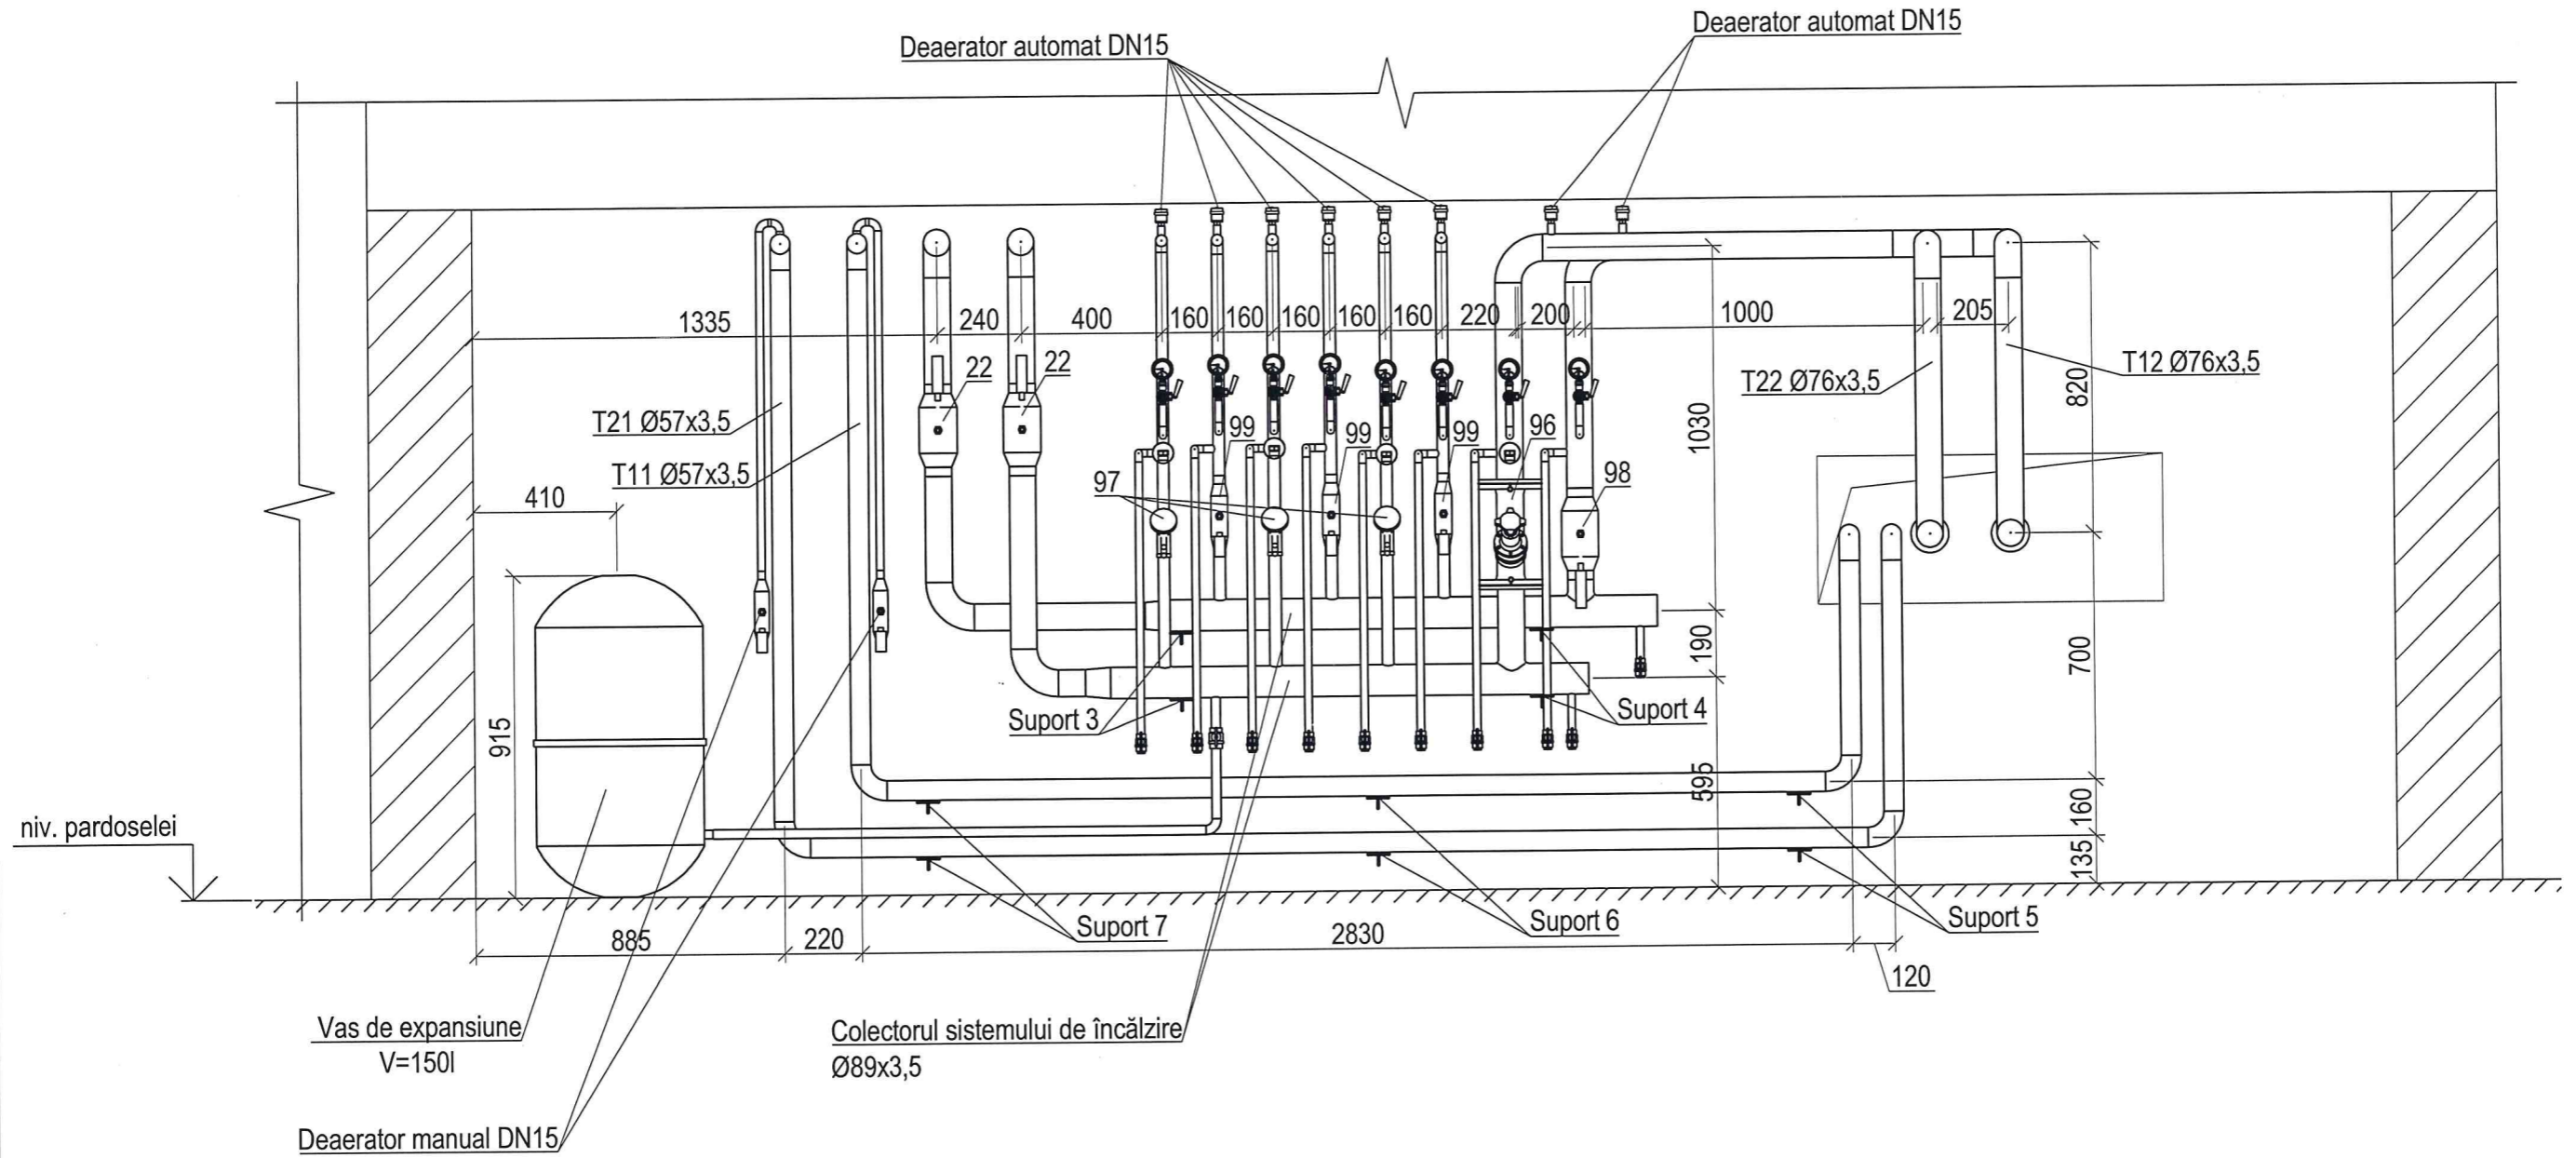 Deaerator automat DN15
Deaerator automat DN15
1335
240
400
160
160
160
160
160
220
200
1000
205
22
22
T21 Ø57x3,5
T11 Ø57x3,5
T22 Ø76x3,5
T12 Ø76x3,5
820
1030
99
99
99
96
98
97
410
915
190
700
595
160
135
Suport 3
Suport 4
niv. pardoselei
Suport 7
Suport 6
Suport 5
885
220
2830
120
Vas de expansiune
V=150l
Colectorul sistemului de încălzire
Ø89x3,5
Deaerator manual DN15